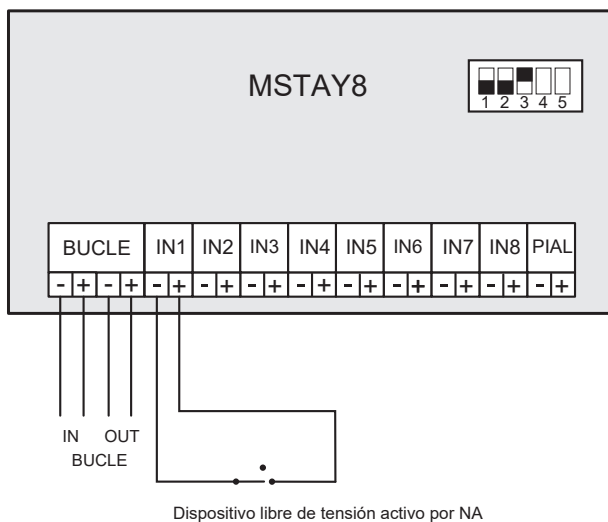 MSTAY8
1 2 3 4 5
BUCLE IN1 IN2 IN3 IN4 IN5 IN6 IN7 IN8 PIAL
- + - + - + - + - + - + - + - + - + - + - +
IN OUT
BUCLE
Dispositivo libre de tensión activo por NA